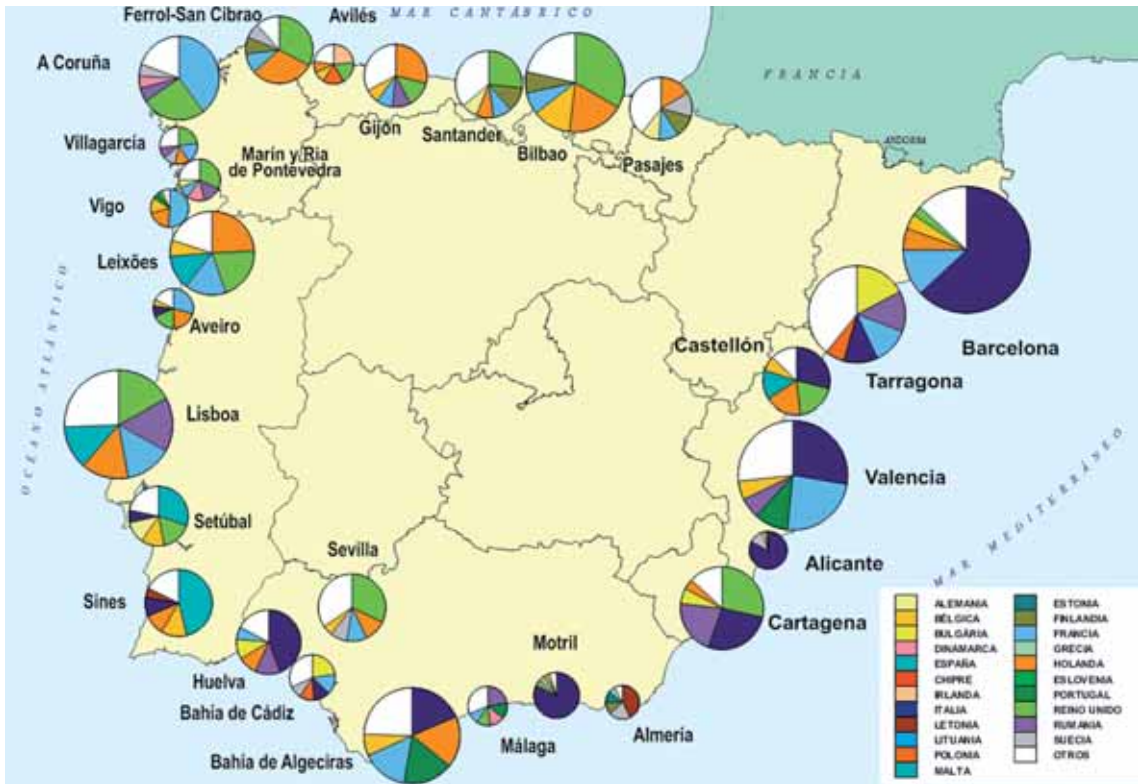 MAR CANTÁBRICO
Ferrol-San Cibrao
Avilés
A Coruña
FRANCIA
Gijón
Santander
Bilbao
Pasajes
ANDORRA
Villagarcía
Marín y Ría
de Pontevedra
Vigo
Leixões
Aveiro
OCÉANO ATLÁNTICO
Lisboa
Castellón
Barcelona
Tarragona
Valencia
MAR MEDITERRÁNEO
Setúbal
Sevilla
Alicante
Sines
Cartagena
Motril
Huelva
Bahía de Cádiz
Bahía de Algeciras
Málaga
Almería
ALEMANIA
BÉLGICA
BULGÁRIA
DINAMARCA
ESPAÑA
CHIPRE
IRLANDA
ITALIA
LETONIA
LITUANIA
POLONIA
MALTA
ESTONIA
FINLANDIA
FRANCIA
GRECIA
HOLANDA
ESLOVENIA
PORTUGAL
REINO UNIDO
RUMANIA
SUECIA
OTROS